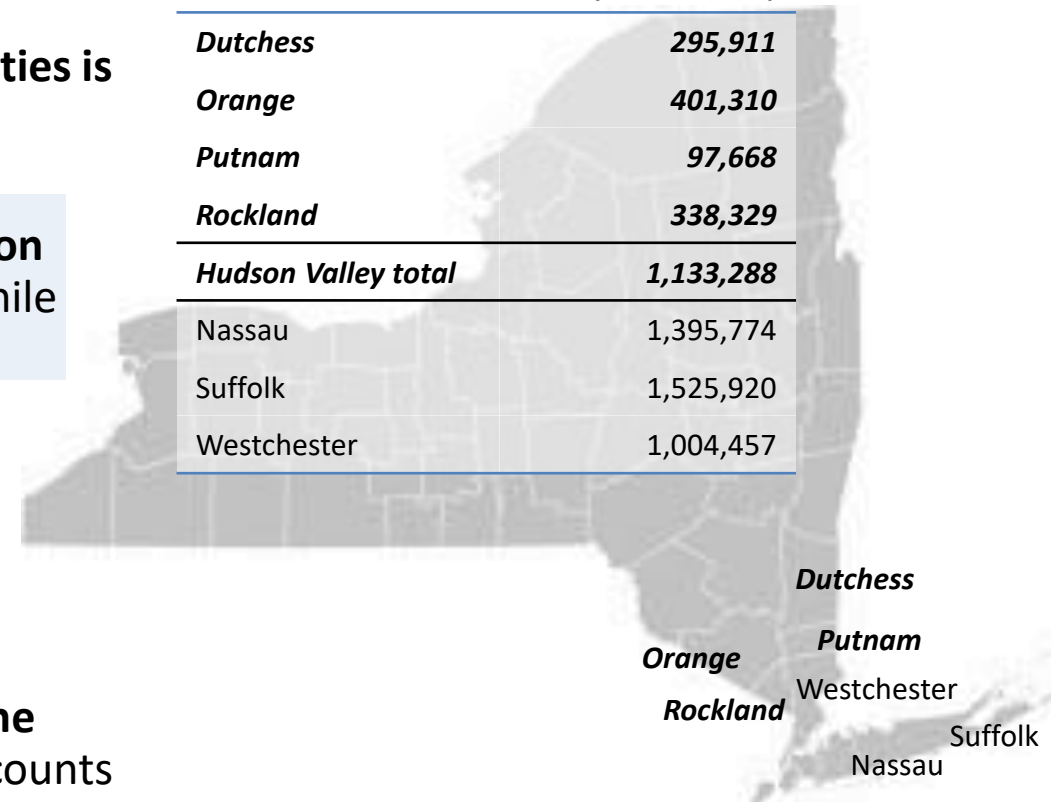 ties is
on
hile
ne
counts
Dutchess 295,911
Orange 401,310
Putnam 97,668
Rockland 338,329
Hudson Valley total 1,133,288
Nassau 1,395,774
Suffolk 1,525,920
Westchester 1,004,457
Dutchess
Putnam
Orange
Westchester
Rockland
Suffolk
Nassau